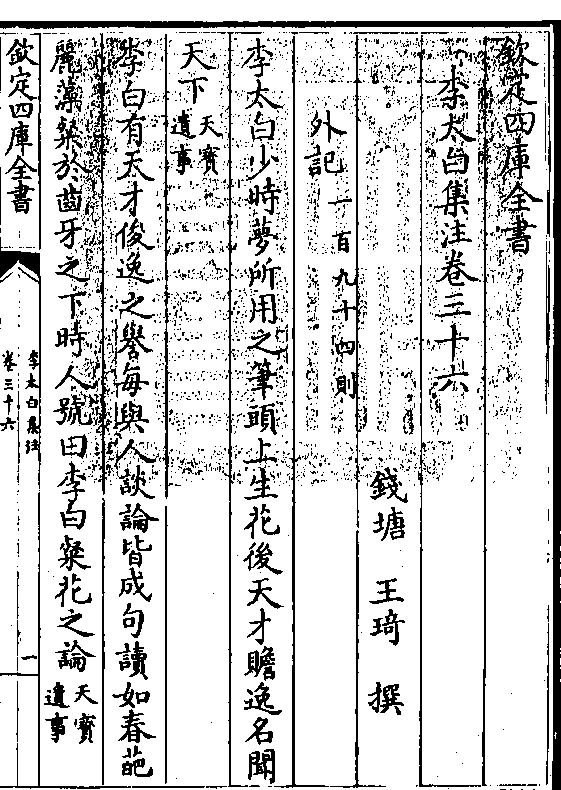 欽定四庫全書
李太白集注卷三十六
錢塘 王琦 撰
外記一百九十四則
李太白少時夢所用之筆頭上生花後天才贍逸名聞
天下天寶遺事
李白有天才俊逸之譽每與人談論皆成句讀如春葩
麗藻粲於齒牙之下時人號曰李白粲花之論天寶遺事
欽定四庫全書
李太白集注
卷三十六
一